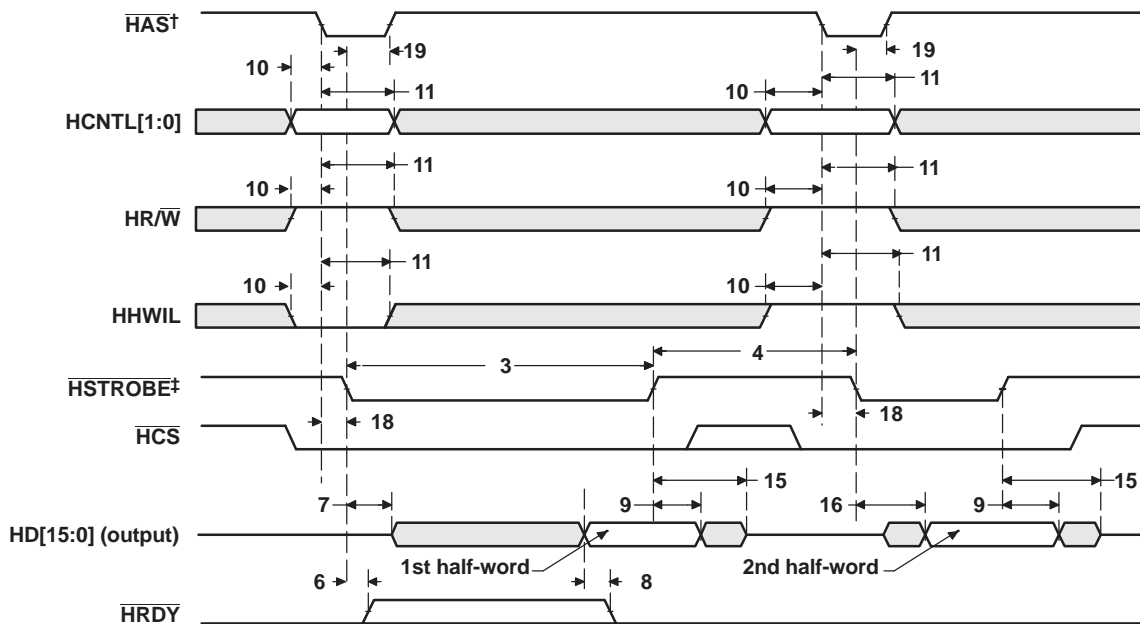 HAS†
19
19
10
11
10
11
HCNTL[1:0]
11
11
10
10
HR/W
11
11
10
10
HHWIL
3
4
HSTROBE‡
18
18
HCS
15
15
7
9
16
9
HD[15:0] (output)
1st half-word
2nd half-word
6
8
HRDY